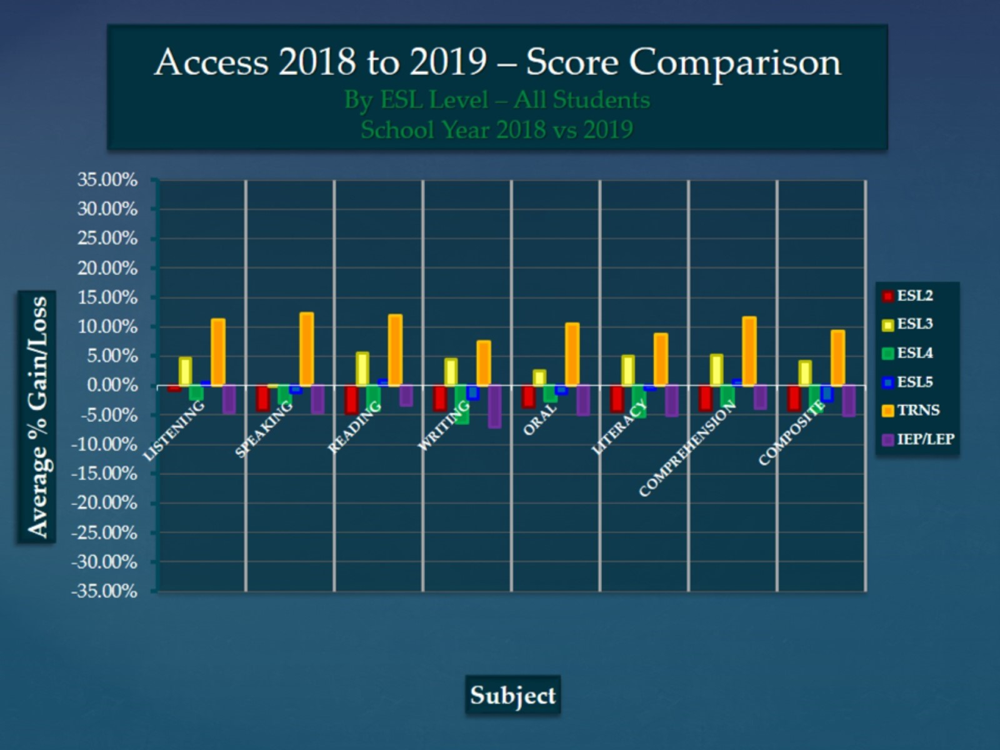 Access 2018 to 2019 – Score Comparison
By ESL Level – All Students
School Year 2018 vs 2019
35.00%
30.00%
25.00%
20.00%
15.00%
10.00%
5.00%
0.00%
-5.00%
-10.00%
-15.00%
-20.00%
-25.00%
-30.00%
-35.00%
Average % Gain/Loss
LISTENING
SPEAKING
READING
WRITING
ORAL
LITERACY
COMPREHENSION
COMPOSITE
ESL2
ESL3
ESL4
ESL5
TRNS
IEP/LEP
Subject